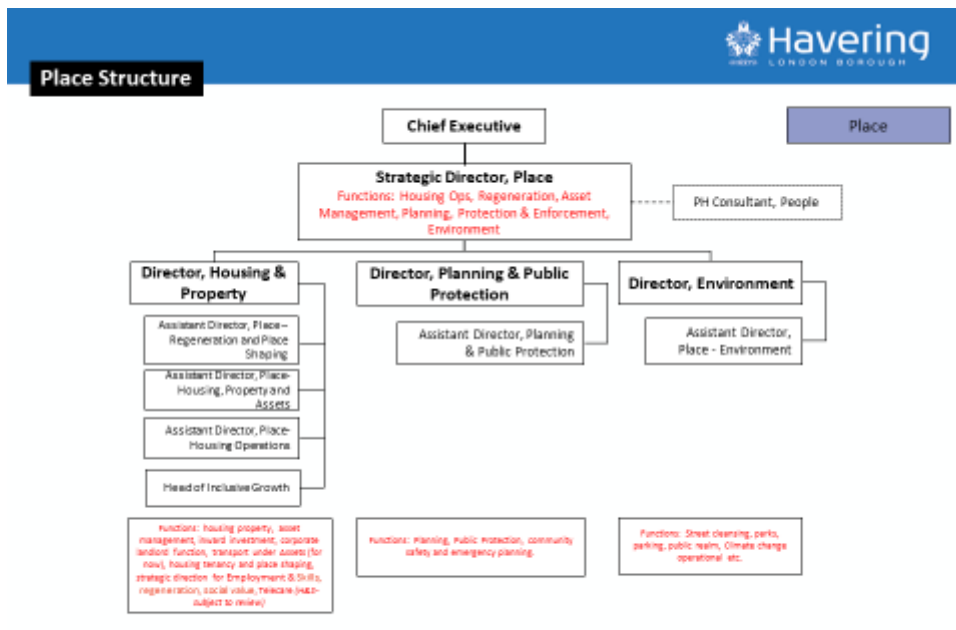 Havering
LONDON BOROUGH
Place Structure
Chief Executive
Place
Strategic Director, Place
Functions: Housing Ops, Regeneration, Asset
Management, Planning, Protection & Enforcement,
Environment
PH Consultant, People
Director, Housing &
Property
Director, Planning & Public
Protection
Director, Environment
Assistant Director, Place –
Regeneration and Place
Shaping
Assistant Director, Planning
& Public Protection
Assistant Director,
Place - Environment
Assistant Director, Place-
Housing, Property and
Assets
Assistant Director, Place-
Housing Operations
Head of Inclusive Growth
Functions: housing property, asset
management, inward investment, corporate
landlord function, transport under Assets (for
now), housing tenancy and place shaping,
strategic direction for Employment & Skills,
regeneration, social value, Telecare (H&D-
subject to review)
Functions: Planning, Public Protection, community
safety and emergency planning.
Functions: Street cleansing, parks,
parking, public realm, Climate change
operational etc.